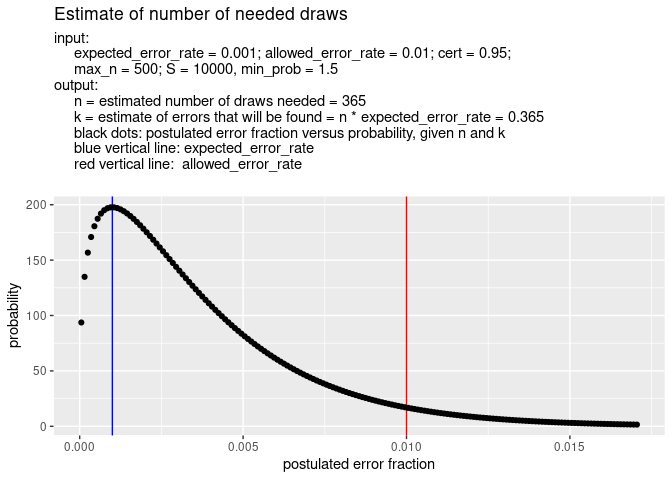 Estimate of number of needed draws
input:
expected_error_rate = 0.001; allowed_error_rate = 0.01; cert = 0.95;
max_n = 500; S = 10000, min_prob = 1.5
output:
n = estimated number of draws needed = 365
k = estimate of errors that will be found = n * expected_error_rate = 0.365
black dots: postulated error fraction versus probability, given n and k
blue vertical line: expected_error_rate
red vertical line:  allowed_error_rate
200
150
100
50
0
probability
0.000 0.005 0.010 0.015
postulated error fraction